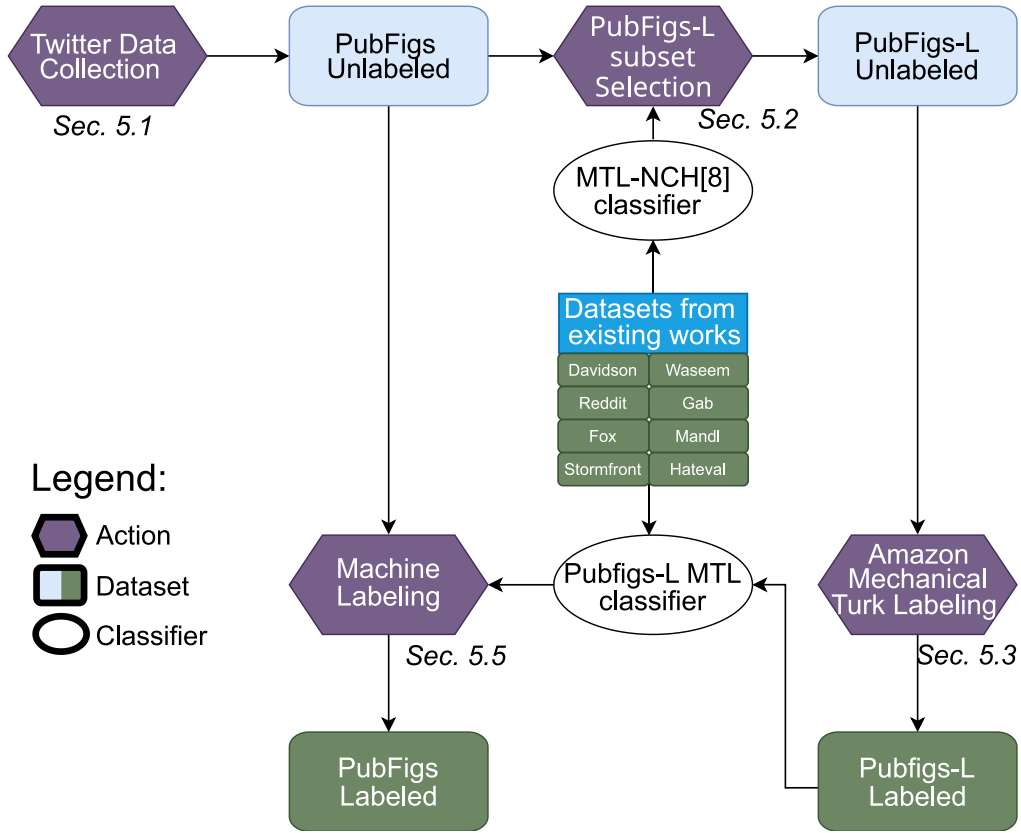 Twitter Data
Collection
PubFigs
Unlabeled
PubFigs-L
subset
Selection
PubFigs-L
Unlabeled
Sec. 5.1
Sec. 5.2
MTL-NCH[8]
classifier
Datasets from
existing works
Davidson
Waseem
Reddit
Gab
Fox
Mandl
Stormfront
Hateval
Legend:
Action
Dataset
Classifier
Machine
Labeling
Pubfigs-L MTL
classifier
Amazon
Mechanical
Turk Labeling
Sec. 5.5
Sec. 5.3
PubFigs
Labeled
Pubfigs-L
Labeled